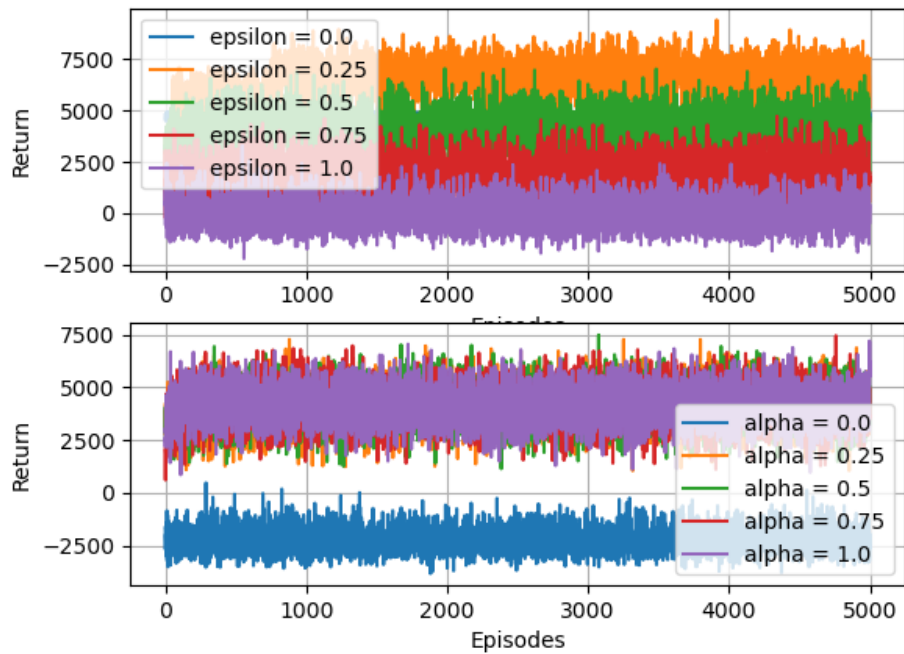 7500
5000
2500
0
−2500
Return
epsilon = 0.0
epsilon = 0.25
epsilon = 0.5
epsilon = 0.75
epsilon = 1.0
0 1000 2000 3000 4000 5000
Episodes
7500
5000
2500
0
−2500
Return
alpha = 0.0
alpha = 0.25
alpha = 0.5
alpha = 0.75
alpha = 1.0
0 1000 2000 3000 4000 5000
Episodes